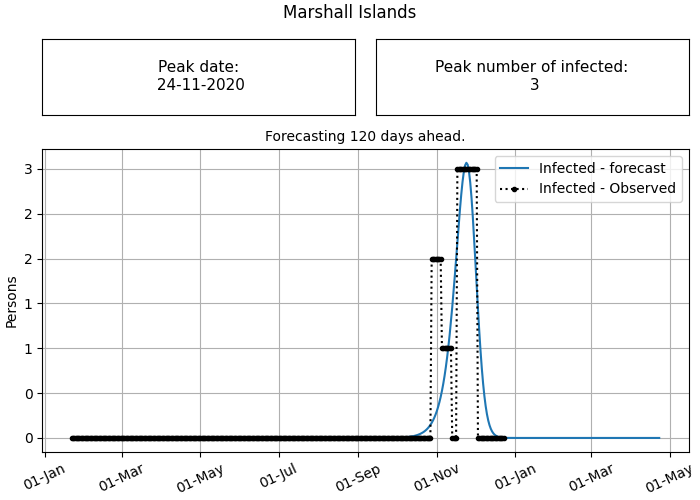 Marshall Islands
Peak date:
24-11-2020
Peak number of infected:
3
Forecasting 120 days ahead.
Infected - forecast
Infected - Observed
Persons
3
2
2
1
1
0
0
01-Jan
01-Mar
01-May
01-Jul
01-Sep
01-Nov
01-Jan
01-Mar
01-May